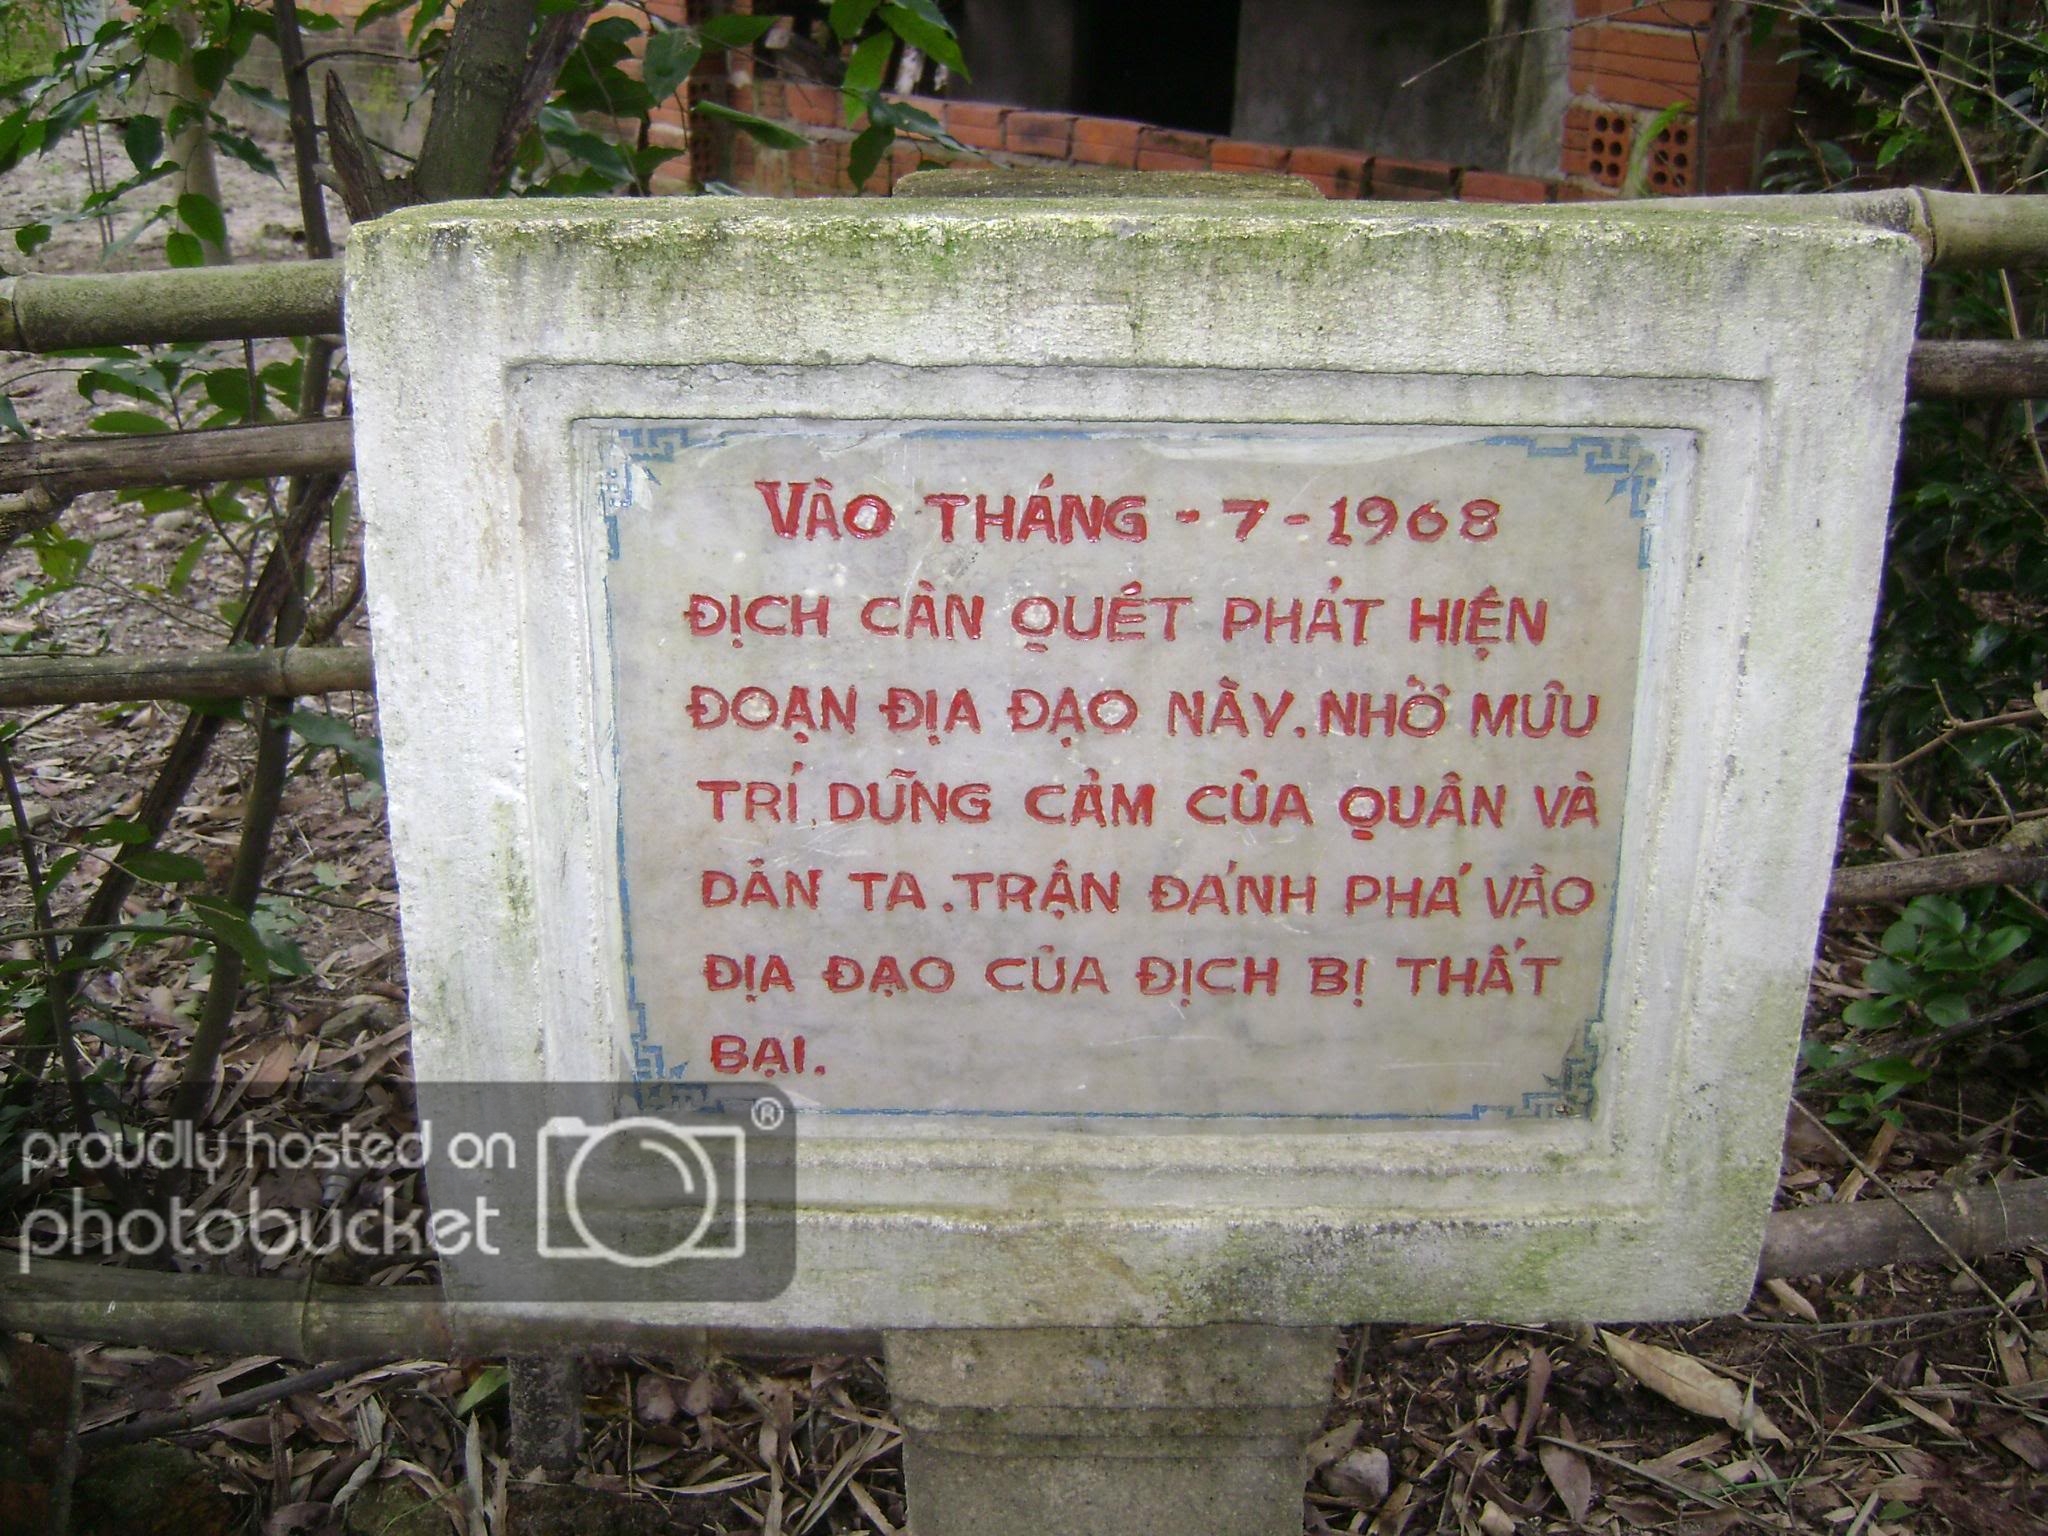 VÀO THÁNG - 7 - 1968
ĐỊCH CÀN QUÉT PHÁT HIỆN
ĐOẠN ĐỊA ĐẠO NÀY. NHỜ MƯU
TRÍ, DŨNG CẢM CỦA QUÂN VÀ
DÂN TA. TRẬN ĐÁNH PHÁ VÀO
ĐỊA ĐẠO CỦA ĐỊCH BỊ THẤT
BẠI.
proudly hosted on
photobucket ®